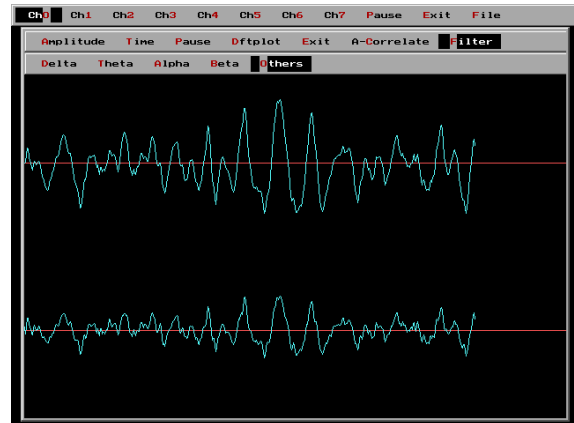 Ch0 Ch1 Ch2 Ch3 Ch4 Ch5 Ch6 Ch7 Pause Exit File
Amplitude Time Pause Dftplot Exit A-Correlate Filter
Delta Theta Alpha Beta Others